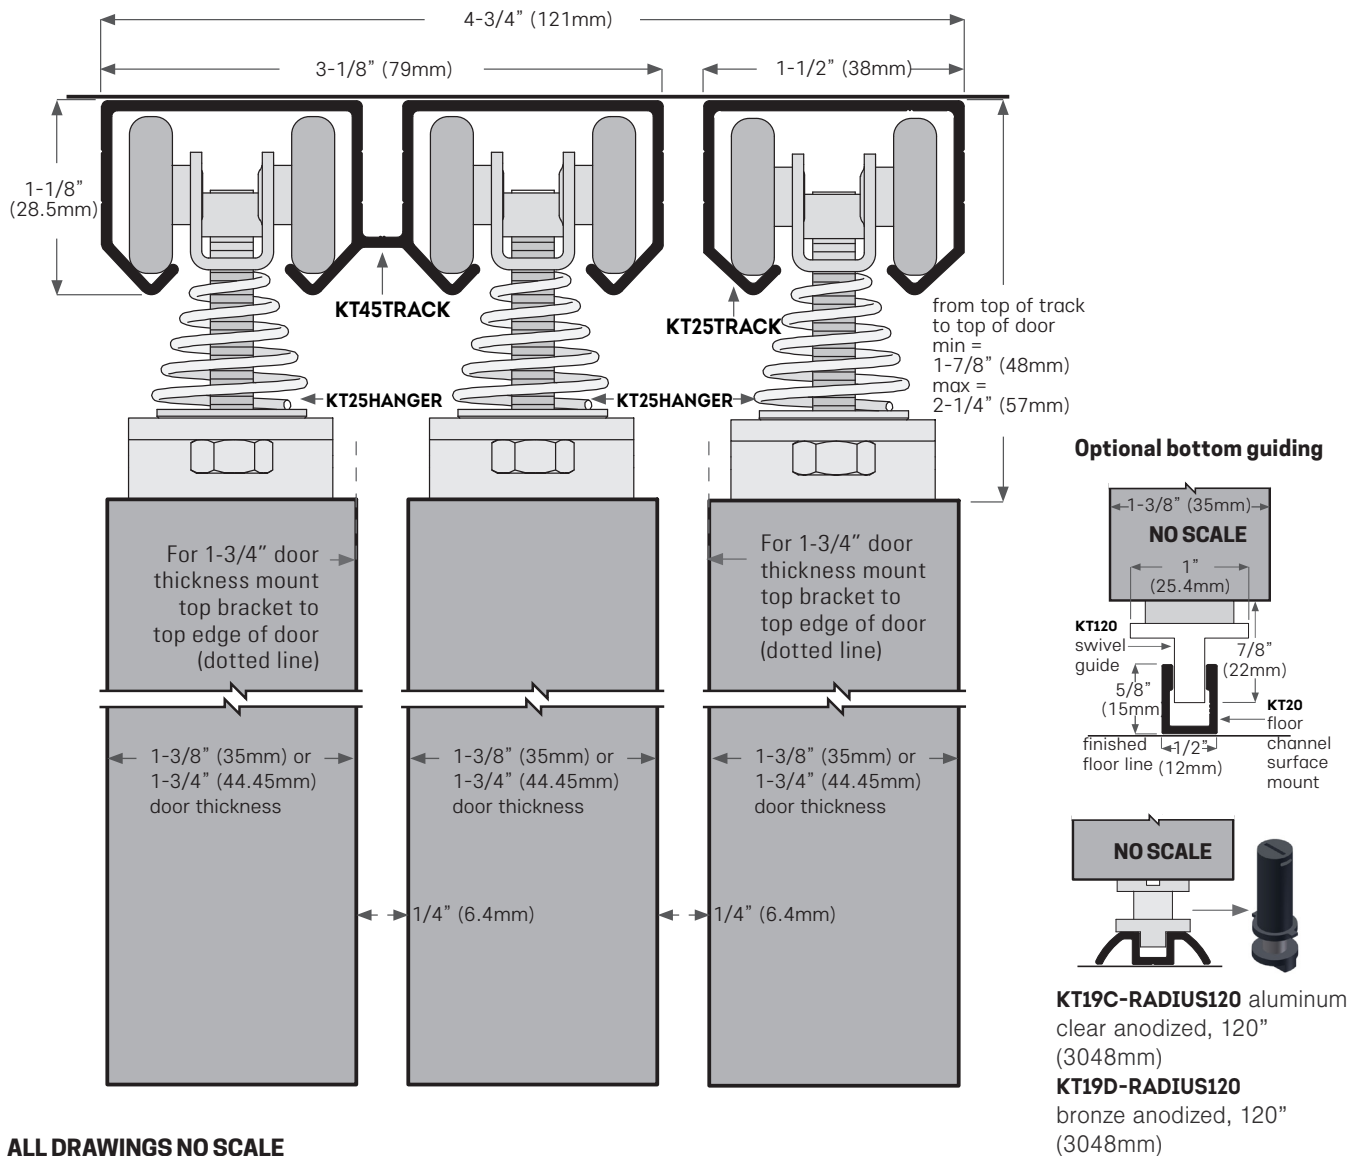 4-3/4” (121mm)
3-1/8” (79mm)
1-1/2” (38mm)
1-1/8”
(28.5mm)
KT45TRACK
KT25TRACK
from top of track
to top of door
min =
1-7/8” (48mm)
max =
2-1/4” (57mm)
KT25HANGER
KT25HANGER
For 1-3/4” door
thickness mount
top bracket to
top edge of door
(dotted line)
For 1-3/4” door
thickness mount
top bracket to
top edge of door
(dotted line)
1-3/8” (35mm) or
1-3/4” (44.45mm)
door thickness
1-3/8” (35mm) or
1-3/4” (44.45mm)
door thickness
1-3/8” (35mm) or
1-3/4” (44.45mm)
door thickness
1/4” (6.4mm)
1/4” (6.4mm)
Optional bottom guiding
1-3/8” (35mm)
NO SCALE
1”
(25.4mm)
KT120
swivel
guide
7/8”
(22mm)
5/8”
(15mm
KT20
floor
channel
surface
mount
finished
floor line
1/2”
(12mm)
NO SCALE
KT19C-RADIUS120 aluminum
clear anodized, 120”
(3048mm)
KT19D-RADIUS120
bronze anodized, 120”
(3048mm)
ALL DRAWINGS NO SCALE